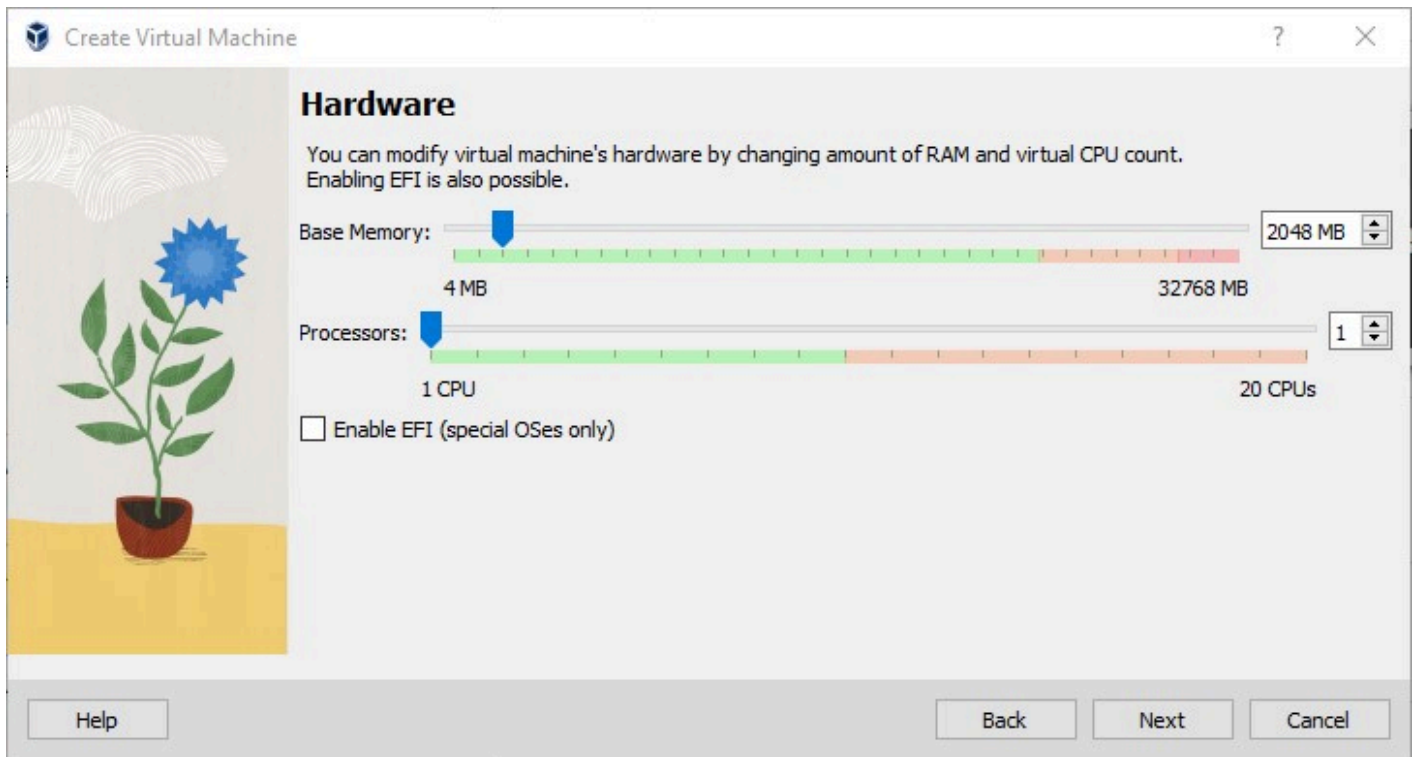 Create Virtual Machine
?
Hardware
You can modify virtual machine's hardware by changing amount of RAM and virtual CPU count.
Enabling EFI is also possible.
Base Memory:
2048 MB
4 MB
32768 MB
Processors:
1
1 CPU
20 CPUs
Enable EFI (special OSes only)
Help
Back
Next
Cancel